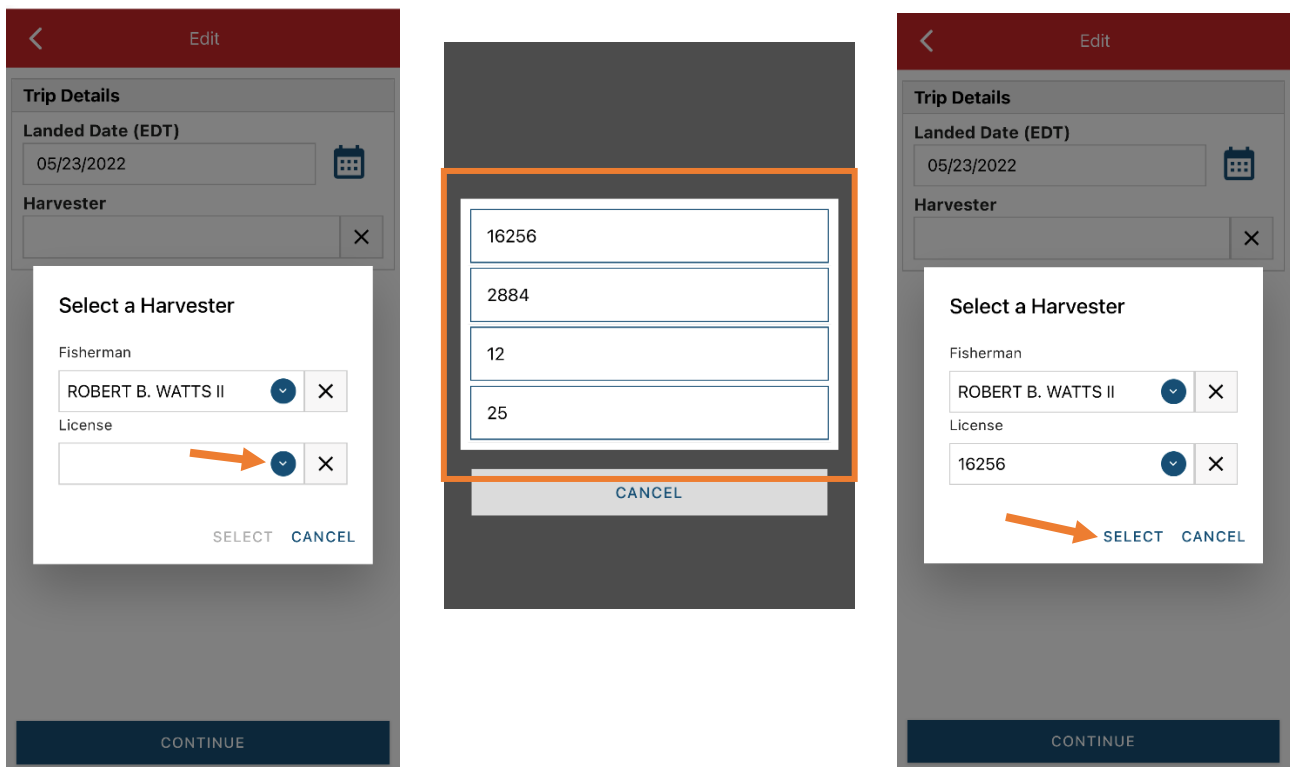 Edit
Trip Details
Landed Date (EDT)
05/23/2022
Harvester
Select a Harvester
Fisherman
ROBERT B. WATTS II
License
SELECT CANCEL
CONTINUE
16256
2884
12
25
CANCEL
Edit
Trip Details
Landed Date (EDT)
05/23/2022
Harvester
Select a Harvester
Fisherman
ROBERT B. WATTS II
License
16256
SELECT CANCEL
CONTINUE